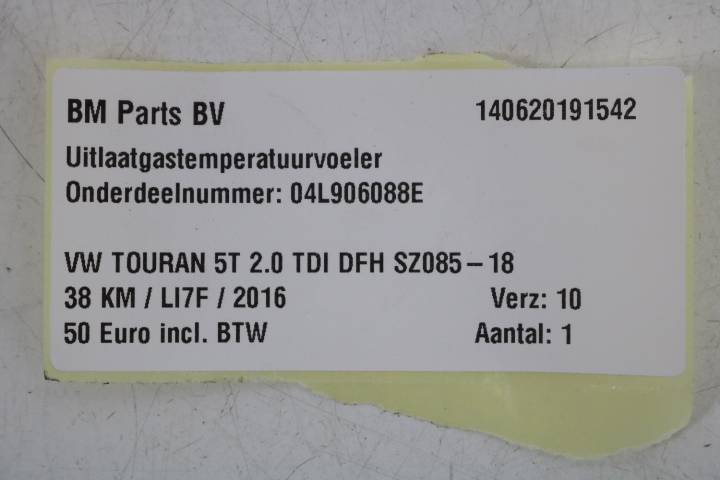 BM Parts BV 140620191542
Uitlaatgastemperatuurvoeler
Onderdeelnummer: 04L906088E
VW TOURAN 5T 2.0 TDI DFH SZ085-18
38 KM / LI7F / 2016 Verz: 10
50 Euro incl. BTW Aantal: 1